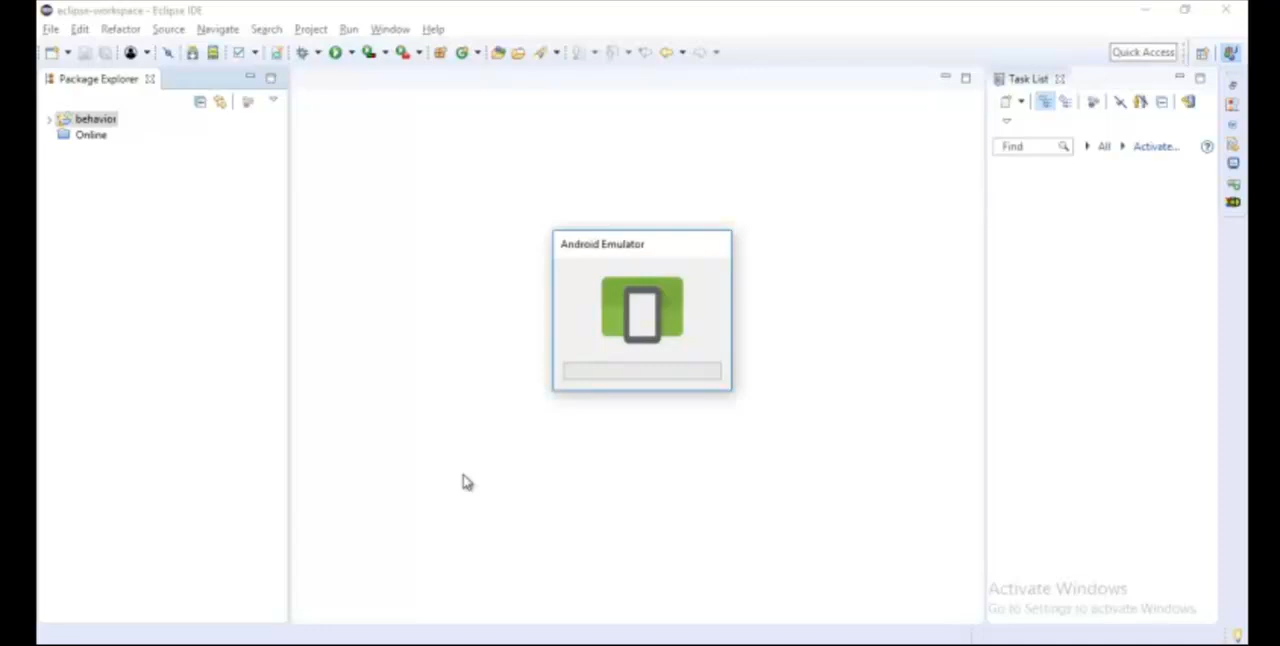 eclipse-workspace - Eclipse IDE
File Edit Refactor Source Navigate Search Project Run Window Help
Quick Access
Package Explorer
Task List
behavior
Online
Find All Activate...
Android Emulator
Activate Windows
Go to Settings to activate Windows.